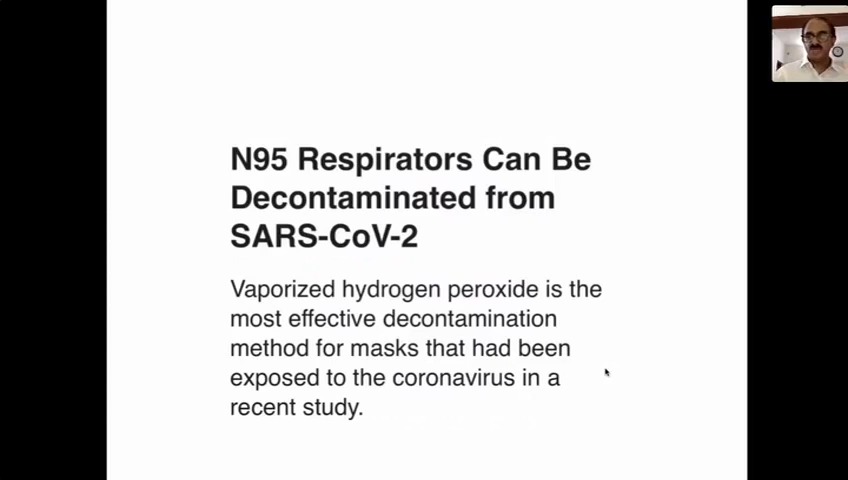 N95 Respirators Can Be
Decontaminated from
SARS-CoV-2
Vaporized hydrogen peroxide is the
most effective decontamination
method for masks that had been
exposed to the coronavirus in a
recent study.